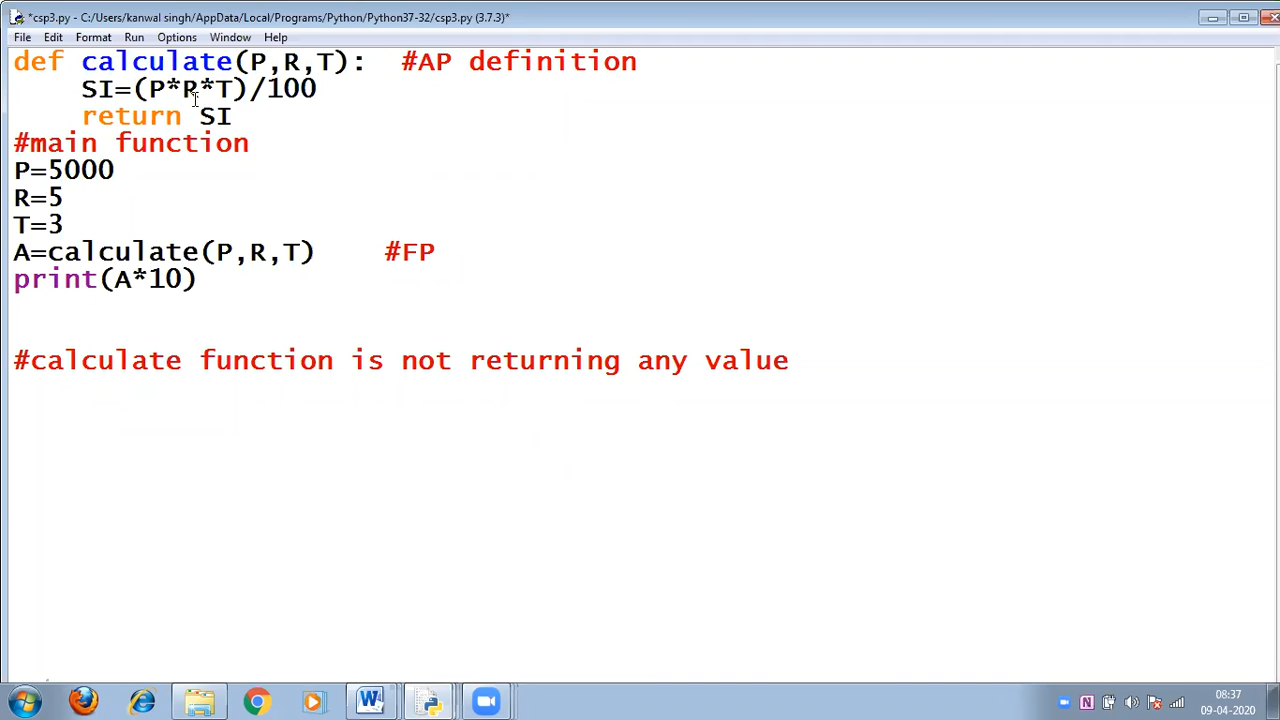 *csp3.py - C:/Users/kanwal singh/AppData/Local/Programs/Python/Python37-32/csp3.py (3.7.3)*
File Edit Format Run Options Window Help
def calculate(P,R,T): #AP definition
SI=(P*R*T)/100
return SI
#main function
P=5000
R=5
T=3
A=calculate(P,R,T) #FP
print(A*10)
#calculate function is not returning any value
08:37
09-04-2020